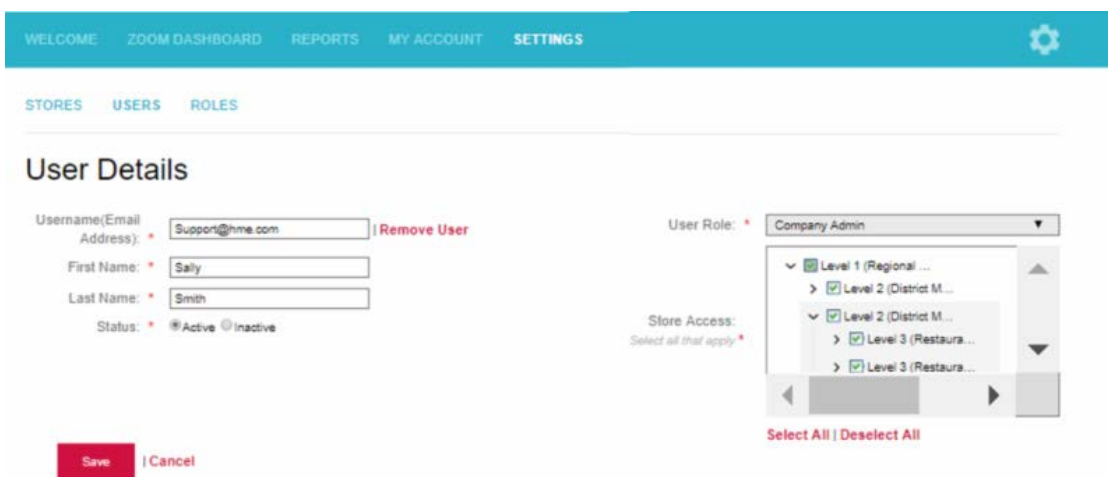 WELCOME ZOOM DASHBOARD REPORTS MY ACCOUNT SETTINGS
STORES USERS ROLES
User Details
Username(Email Address): * Support@hme.com | Remove User
First Name: * Sally
Last Name: * Smith
Status: * Active Inactive
User Role: * Company Admin
Store Access:
Select all that apply *
Level 1 (Regional ...
Level 2 (District M...
Level 2 (District M...
Level 3 (Restaura...
Level 3 (Restaura...
Select All | Deselect All
Save | Cancel